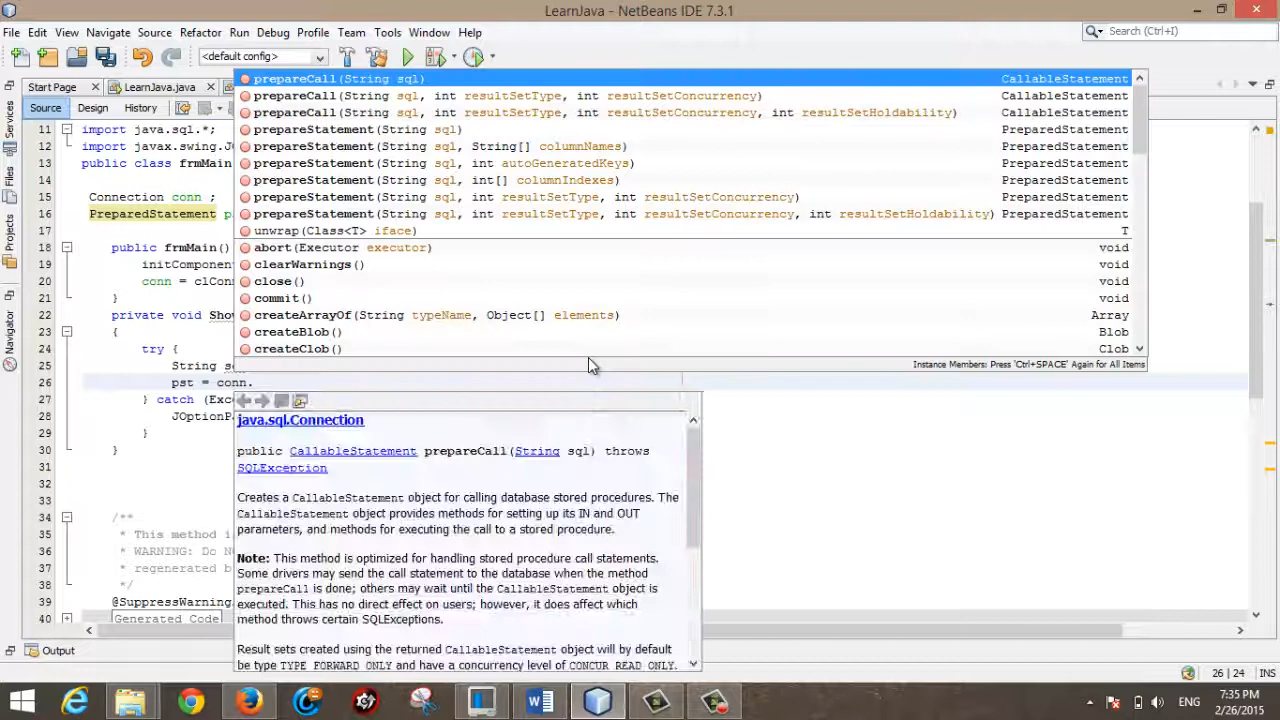 LearnJava - NetBeans IDE 7.3.1
File Edit View Navigate Source Refactor Run Debug Profile Team Tools Window Help
Search (Ctrl+I)
<default config>
Start Page LearnJava.java
Source Design History
Services
Files
Projects
Navigator
prepareCall(String sql) CallableStatement
prepareCall(String sql, int resultSetType, int resultSetConcurrency) CallableStatement
prepareCall(String sql, int resultSetType, int resultSetConcurrency, int resultSetHoldability) CallableStatement
prepareStatement(String sql) PreparedStatement
prepareStatement(String sql, String[] columnNames) PreparedStatement
prepareStatement(String sql, int autoGeneratedKeys) PreparedStatement
prepareStatement(String sql, int[] columnIndexes) PreparedStatement
prepareStatement(String sql, int resultSetType, int resultSetConcurrency) PreparedStatement
prepareStatement(String sql, int resultSetType, int resultSetConcurrency, int resultSetHoldability) PreparedStatement
unwrap(Class<T> iface) T
abort(Executor executor) void
clearWarnings() void
close() void
commit() void
createArrayOf(String typeName, Object[] elements) Array
createBlob() Blob
createClob() Clob
Instance Members: Press 'Ctrl+SPACE' Again for All Items
11 import java.sql.*;
12 import javax.swing.J
13 public class frmMain
14
15 Connection conn ;
16 PreparedStatement p
17
18 public frmMain()
19 initComponen
20 conn = clCon
21 }
22 private void Sho
23 {
24 try {
25 String s
26 pst = conn.
27 } catch (Exc
28 JOptionP
29 }
30 }
31
32
33
34 /**
35 * This method i
36 * WARNING: Do N
37 * regenerated b
38 */
39 @SuppressWarning
40 Generated Code
java.sql.Connection
public CallableStatement prepareCall(String sql) throws
SQLException
Creates a CallableStatement object for calling database stored procedures. The
CallableStatement object provides methods for setting up its IN and OUT
parameters, and methods for executing the call to a stored procedure.
Note: This method is optimized for handling stored procedure call statements.
Some drivers may send the call statement to the database when the method
prepareCall is done; others may wait until the CallableStatement object is
executed. This has no direct effect on users; however, it does affect which
method throws certain SQLExceptions.
Result sets created using the returned CallableStatement object will by default
be type TYPE_FORWARD_ONLY and have a concurrency level of CONCUR_READ_ONLY.
Output
26 | 24 INS
ENG
7:35 PM
2/26/2015